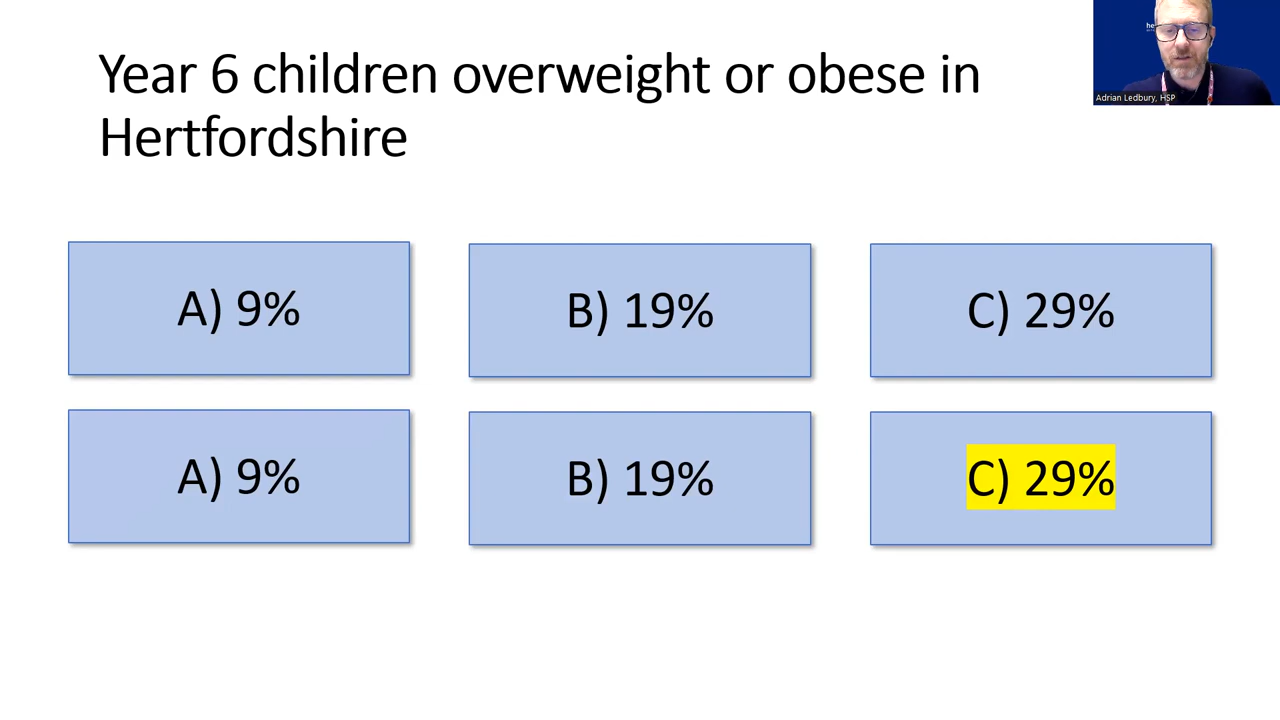 Year 6 children overweight or obese in
Hertfordshire
Adrian Ledbury, HSP
A) 9%
B) 19%
C) 29%
A) 9%
B) 19%
C) 29%